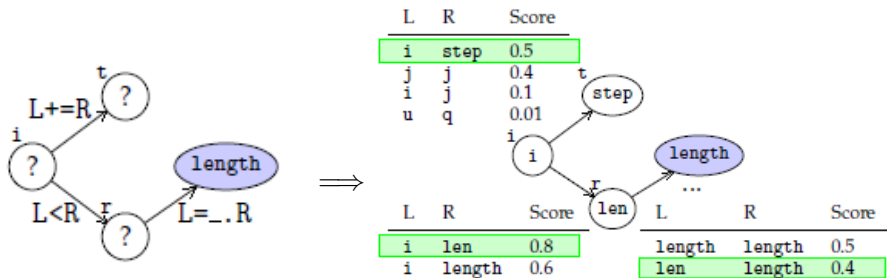 t
?
L+=R
i
?
length
L<R
r
?
L=_.R
⟹
L R Score
i step 0.5
j j 0.4
i j 0.1
u q 0.01
t
step
i
i
length
...
r
len
L R Score
i len 0.8
i length 0.6
L R Score
length length 0.5
len length 0.4